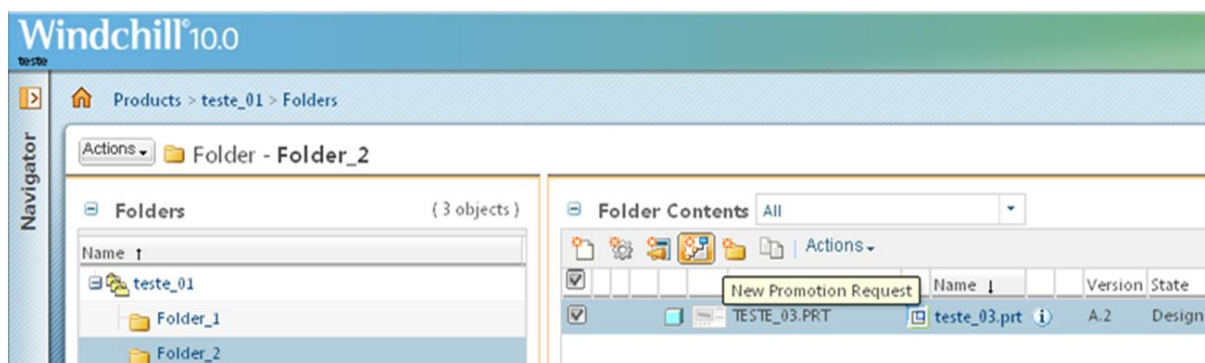 Windchill® 10.0
teste
Navigator
Products > teste_01 > Folders
Actions
Folder - Folder_2
Folders ( 3 objects )
Name
teste_01
Folder_1
Folder_2
Folder Contents All
Actions
New Promotion Request
Name Version State
TESTE_03.PRT teste_03.prt A.2 Design